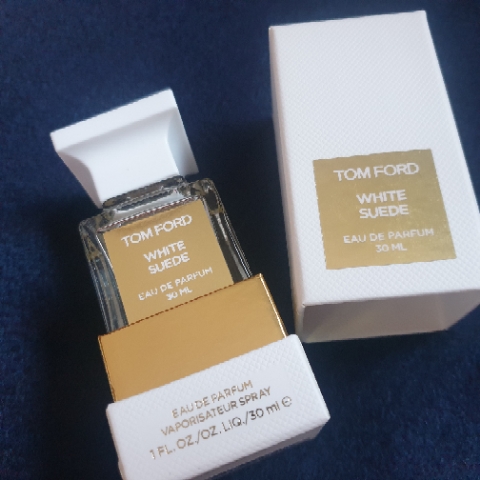 TOM FORD
WHITE
SUEDE
EAU DE PARFUM
30 ML
EAU DE PARFUM
VAPORISATEUR SPRAY
1 FL. OZ./OZ. LIQ./30 ml ℮
TOM FORD
WHITE
SUEDE
EAU DE PARFUM
30 ML